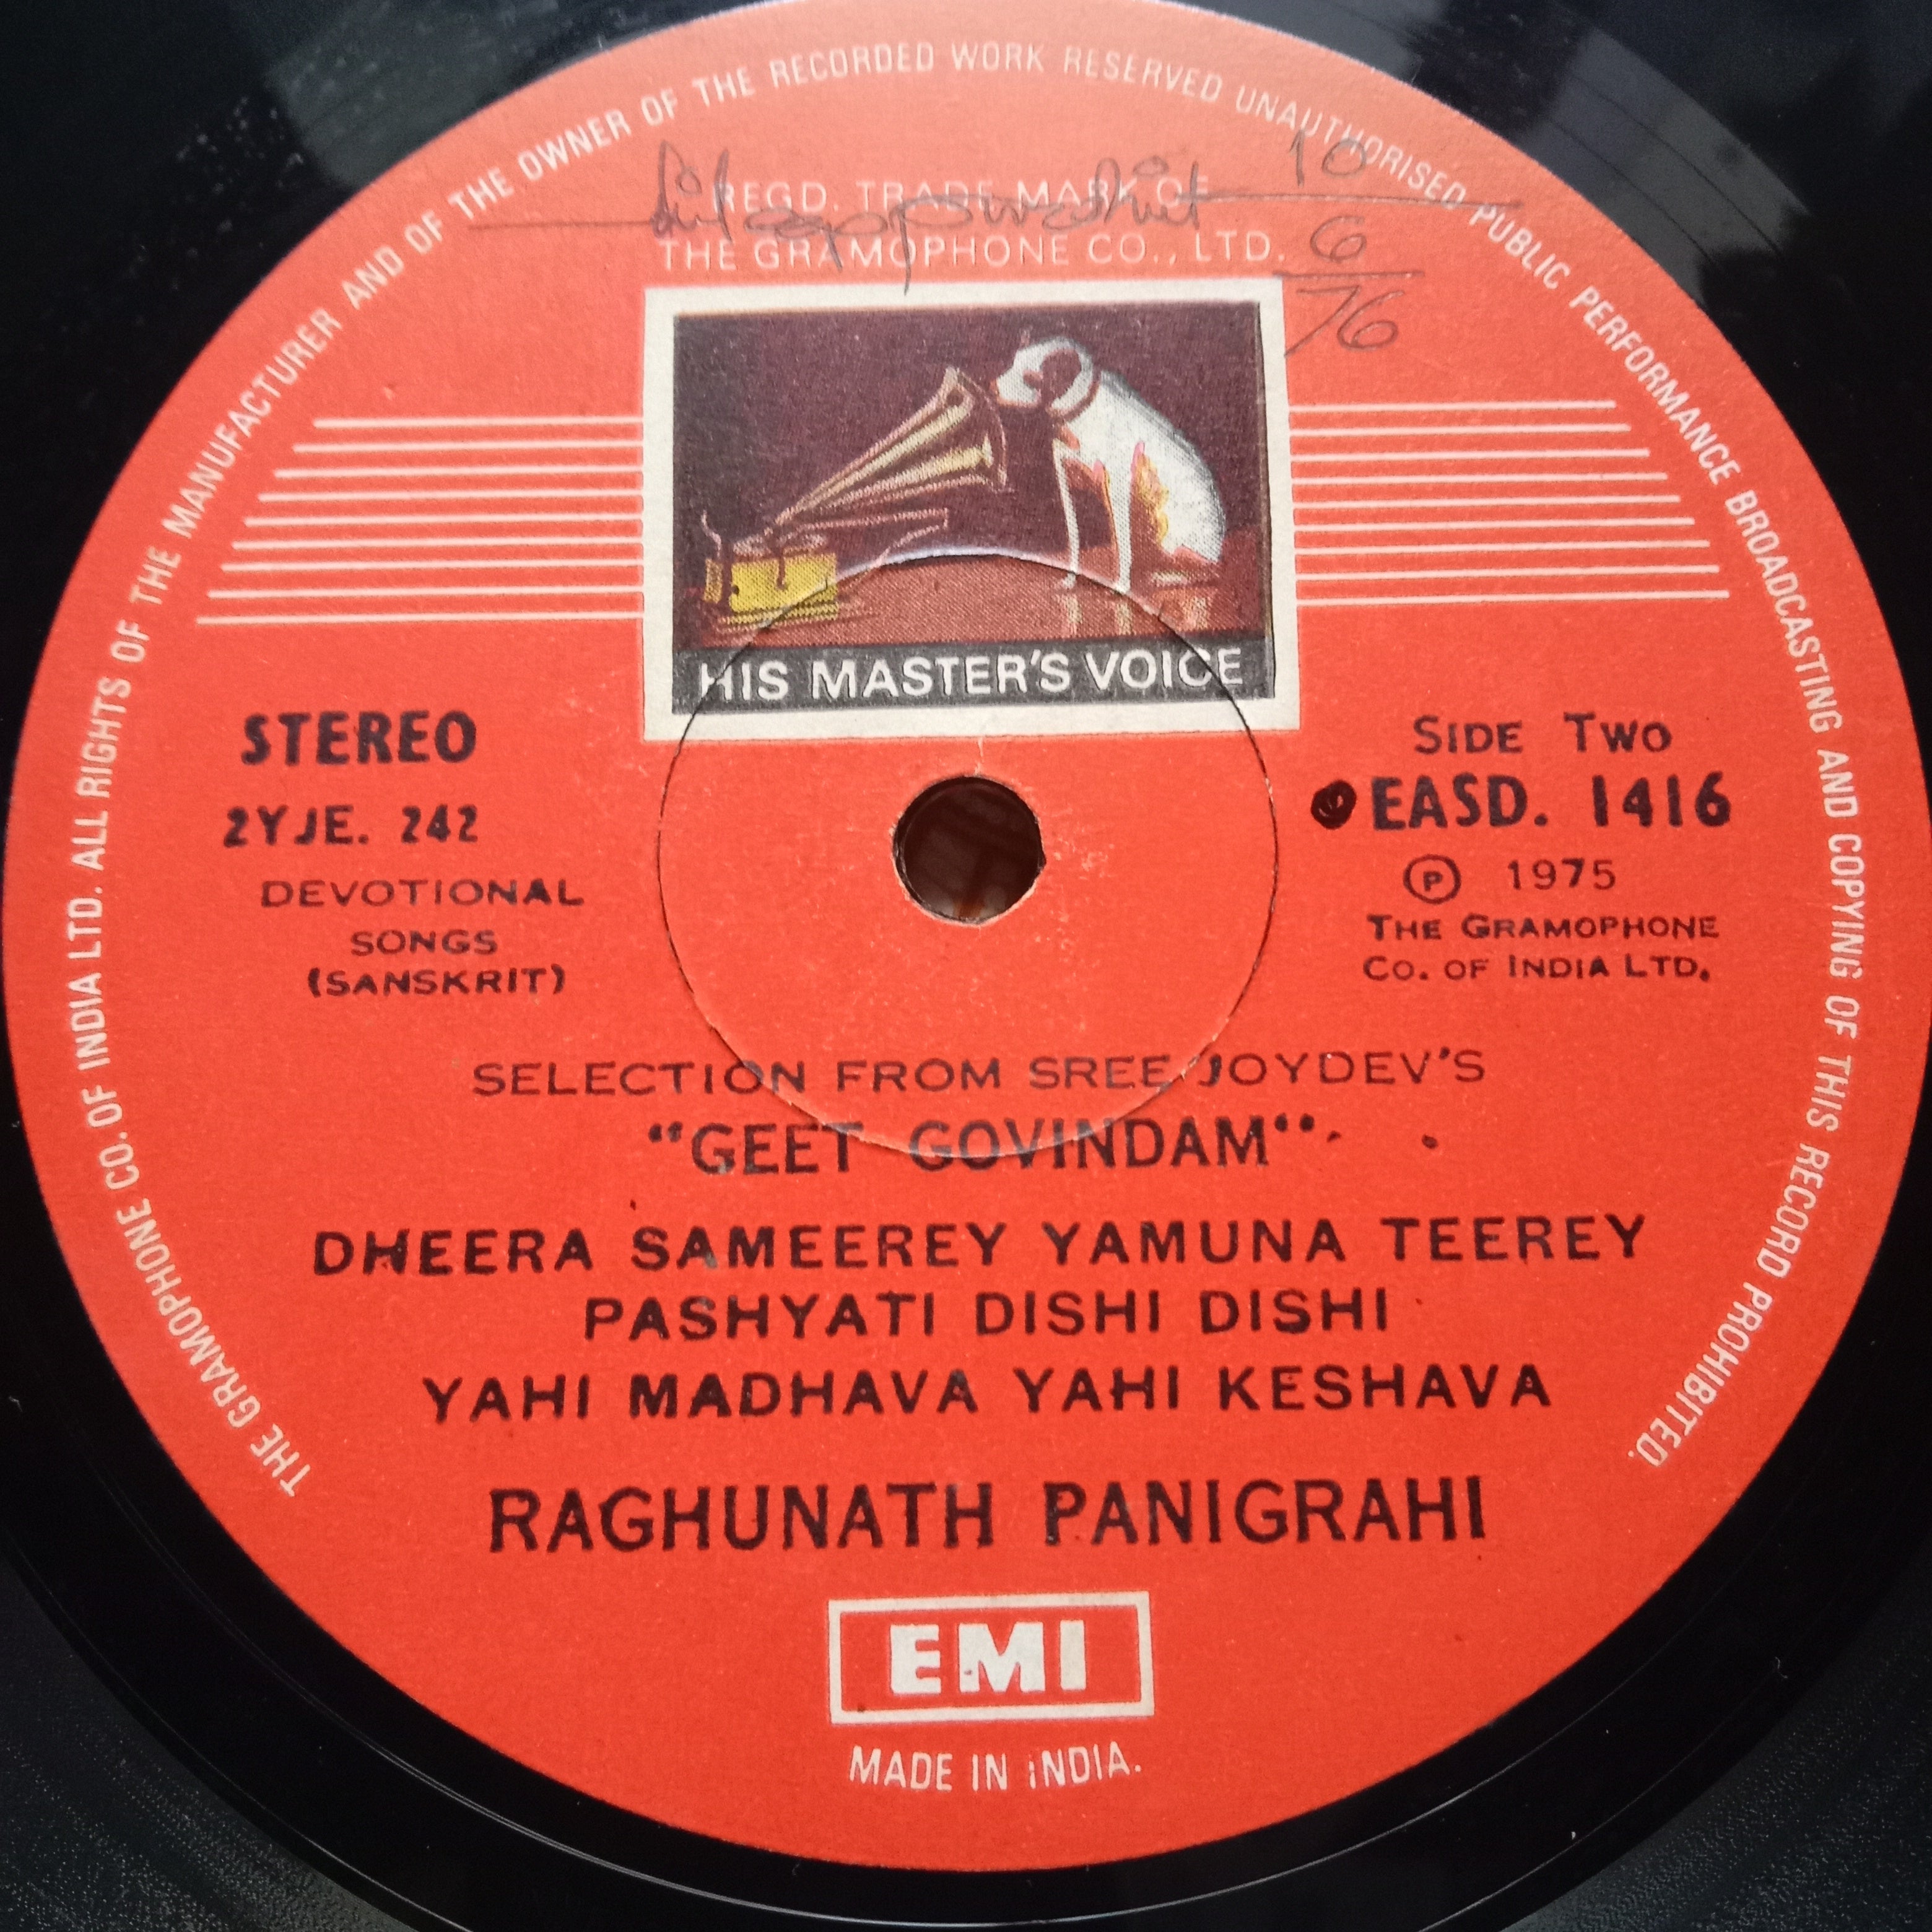 THE GRAMOPHONE CO. OF INDIA LTD. ALL RIGHTS OF THE MANUFACTURER AND OF THE OWNER OF THE RECORDED WORK RESERVED UNAUTHORISED PUBLIC PERFORMANCE BROADCASTING AND COPYING OF THIS RECORD PROHIBITED.
10
REGD. TRADE MARK OF
THE GRAMOPHONE CO., LTD.
6
76
HIS MASTER'S VOICE
STEREO
2YJE. 242
DEVOTIONAL
SONGS
(SANSKRIT)
SIDE TWO
EASD. 1416
Ⓟ 1975
THE GRAMOPHONE
CO. OF INDIA LTD.
SELECTION FROM SREE JOYDEV'S
"GEET GOVINDAM"
DHEERA SAMEEREY YAMUNA TEEREY
PASHYATI DISHI DISHI
YAHI MADHAVA YAHI KESHAVA
RAGHUNATH PANIGRAHI
EMI
MADE IN INDIA.